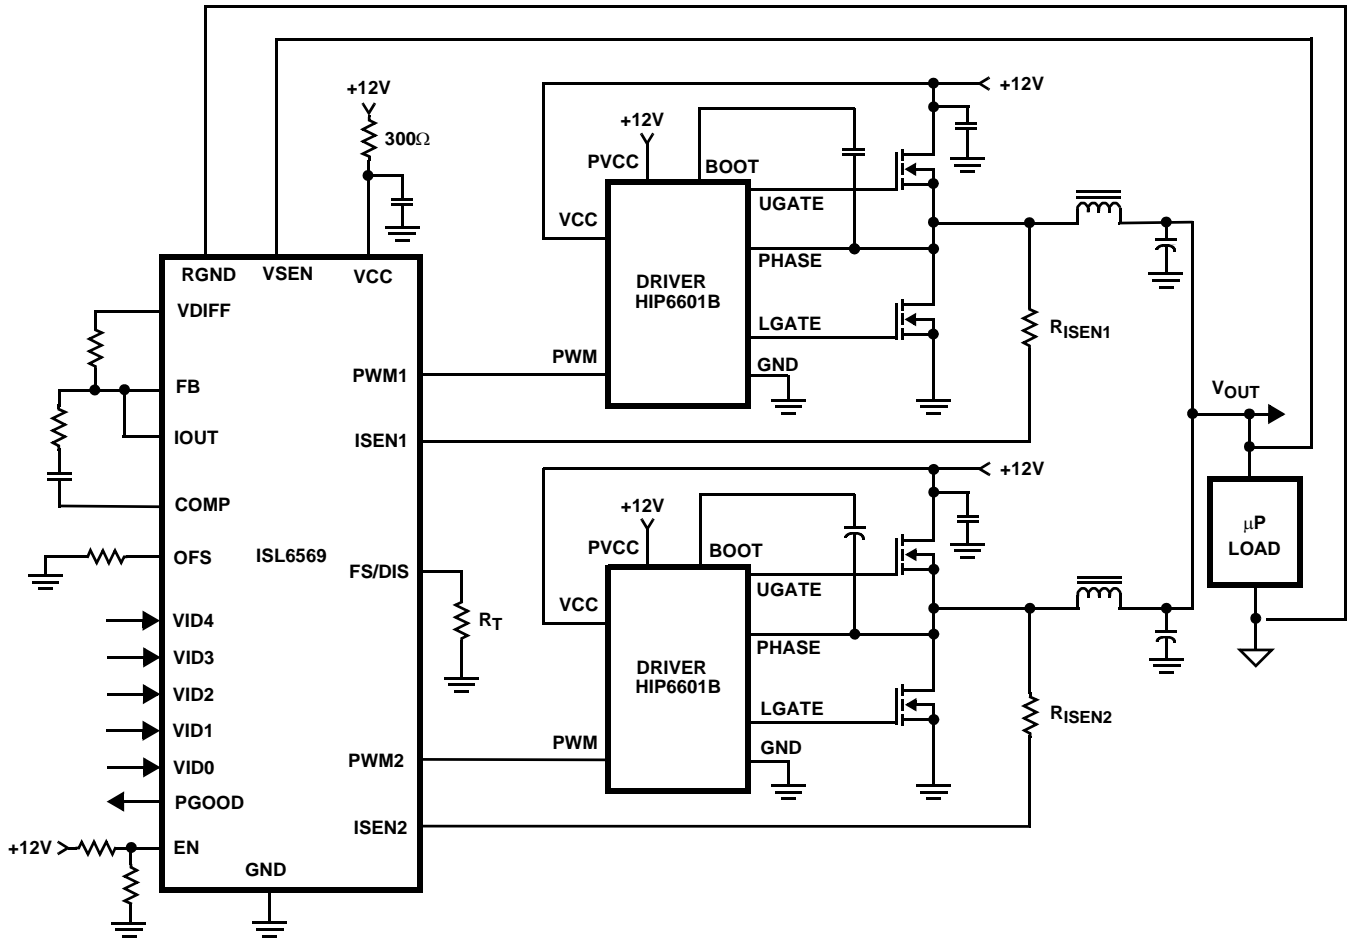 +12V
300Ω
RGND
VSEN
VCC
VDIFF
FB
IOUT
COMP
OFS
ISL6569
VID4
VID3
VID2
VID1
VID0
PGOOD
+12V
EN
GND
PWM1
ISEN1
FS/DIS
RT
PWM2
ISEN2
+12V
+12V
PVCC
BOOT
VCC
UGATE
PHASE
DRIVER
HIP6601B
LGATE
PWM
GND
RISEN1
+12V
+12V
PVCC
BOOT
VCC
UGATE
PHASE
DRIVER
HIP6601B
LGATE
PWM
GND
RISEN2
VOUT
μP
LOAD